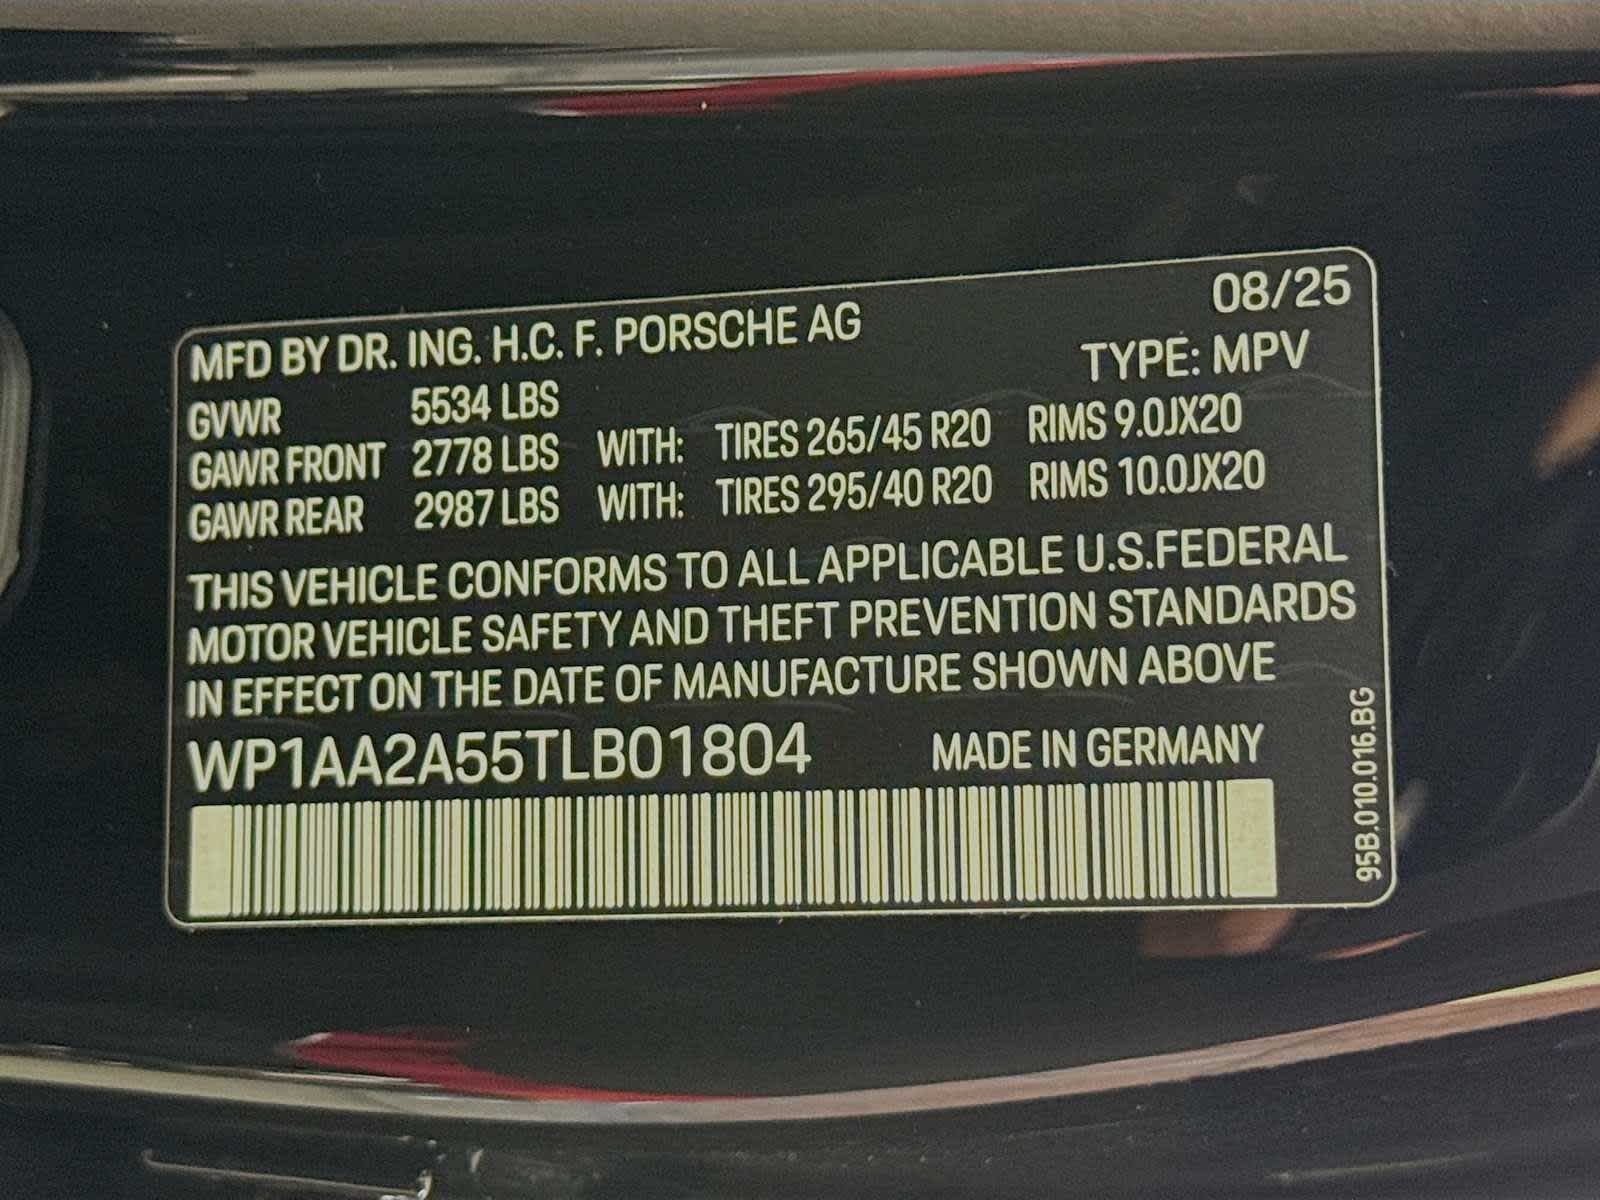 08/25
MFD BY DR. ING. H.C. F. PORSCHE AG
TYPE: MPV
GVWR 5534 LBS
GAWR FRONT 2778 LBS WITH: TIRES 265/45 R20 RIMS 9.0JX20
GAWR REAR 2987 LBS WITH: TIRES 295/40 R20 RIMS 10.0JX20
THIS VEHICLE CONFORMS TO ALL APPLICABLE U.S.FEDERAL
MOTOR VEHICLE SAFETY AND THEFT PREVENTION STANDARDS
IN EFFECT ON THE DATE OF MANUFACTURE SHOWN ABOVE
WP1AA2A55TLB01804 MADE IN GERMANY
95B.010.016.BG